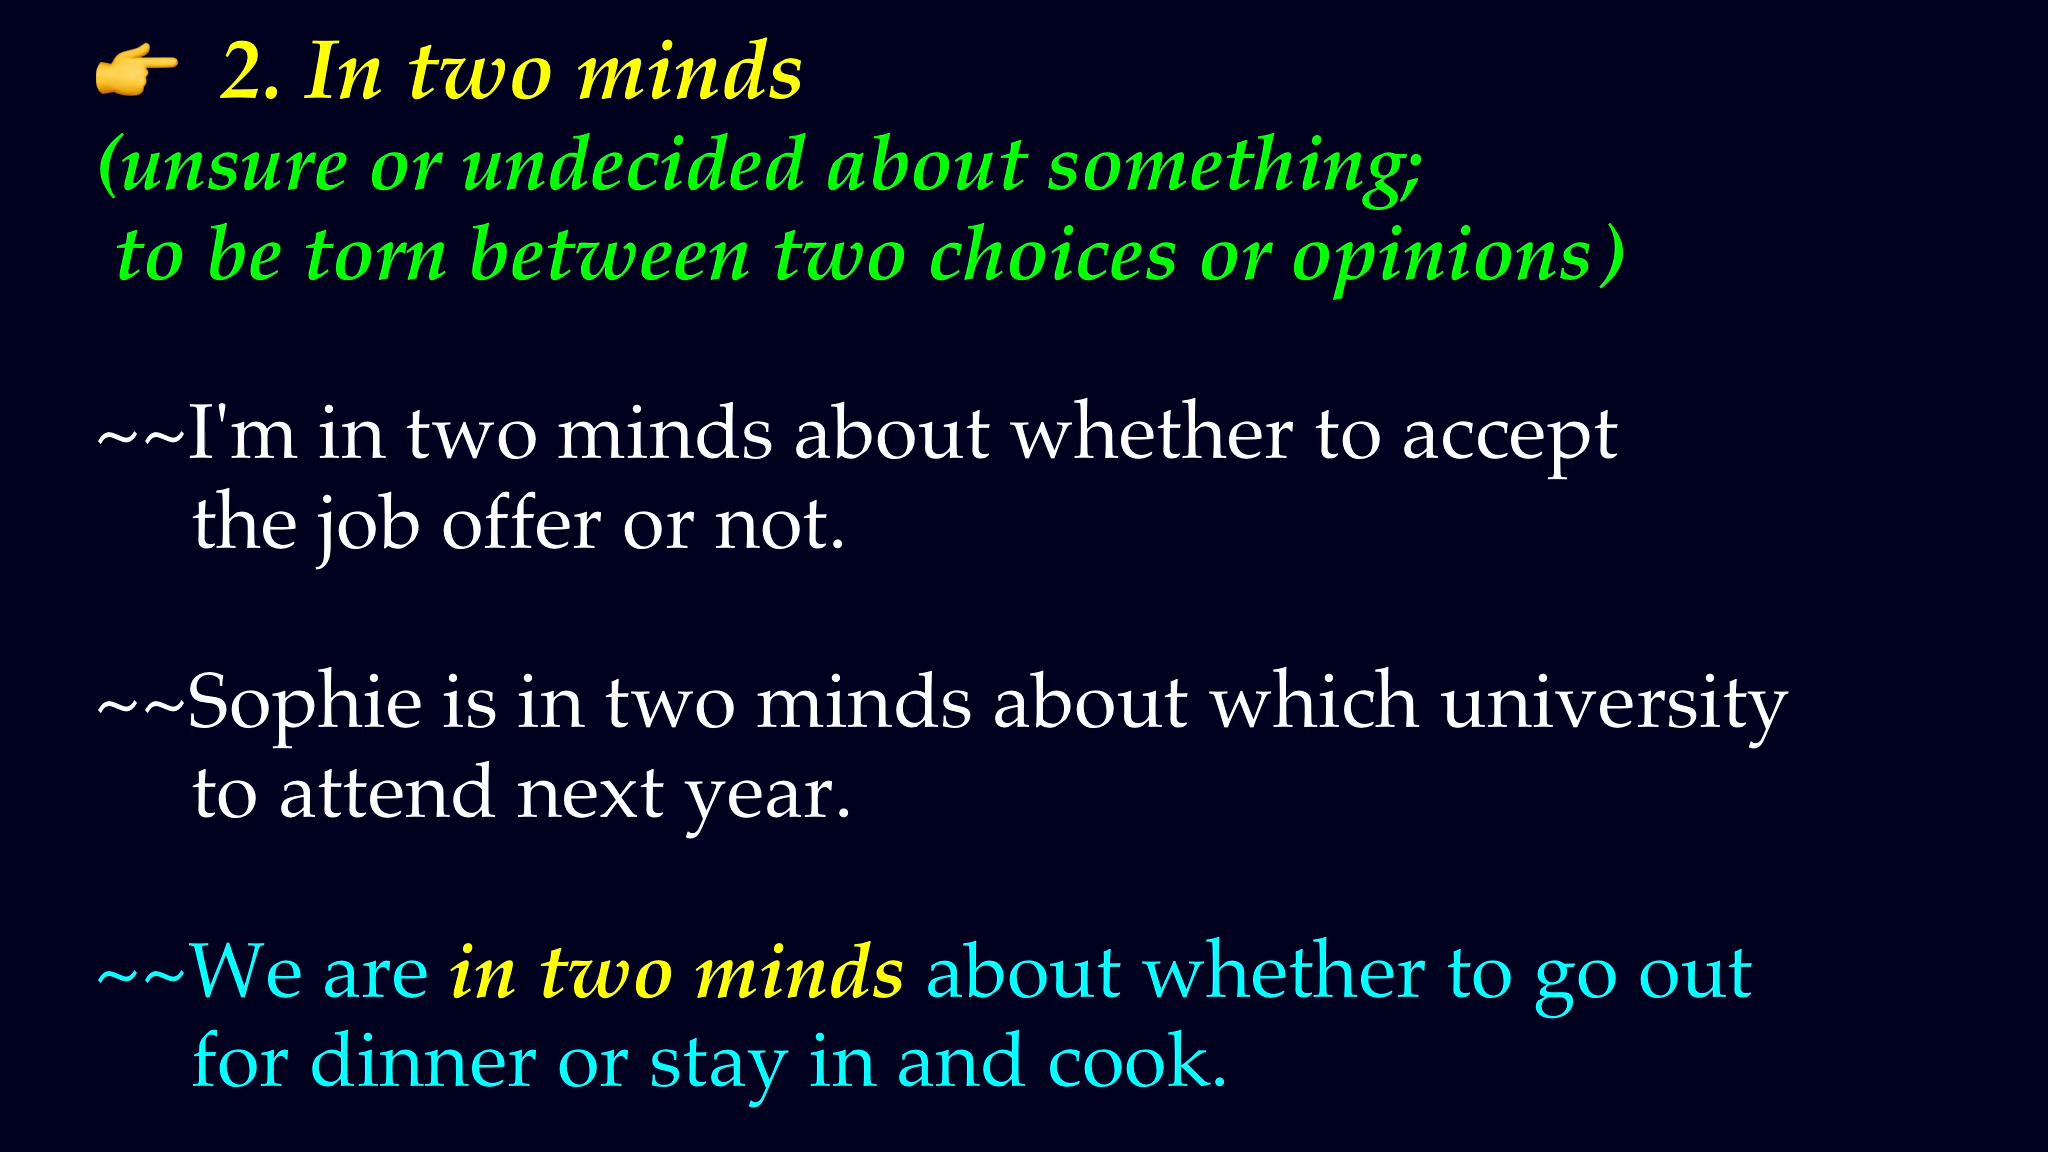 👉 2. In two minds
(unsure or undecided about something;
to be torn between two choices or opinions)
~~I'm in two minds about whether to accept
the job offer or not.
~~Sophie is in two minds about which university
to attend next year.
~~We are in two minds about whether to go out
for dinner or stay in and cook.